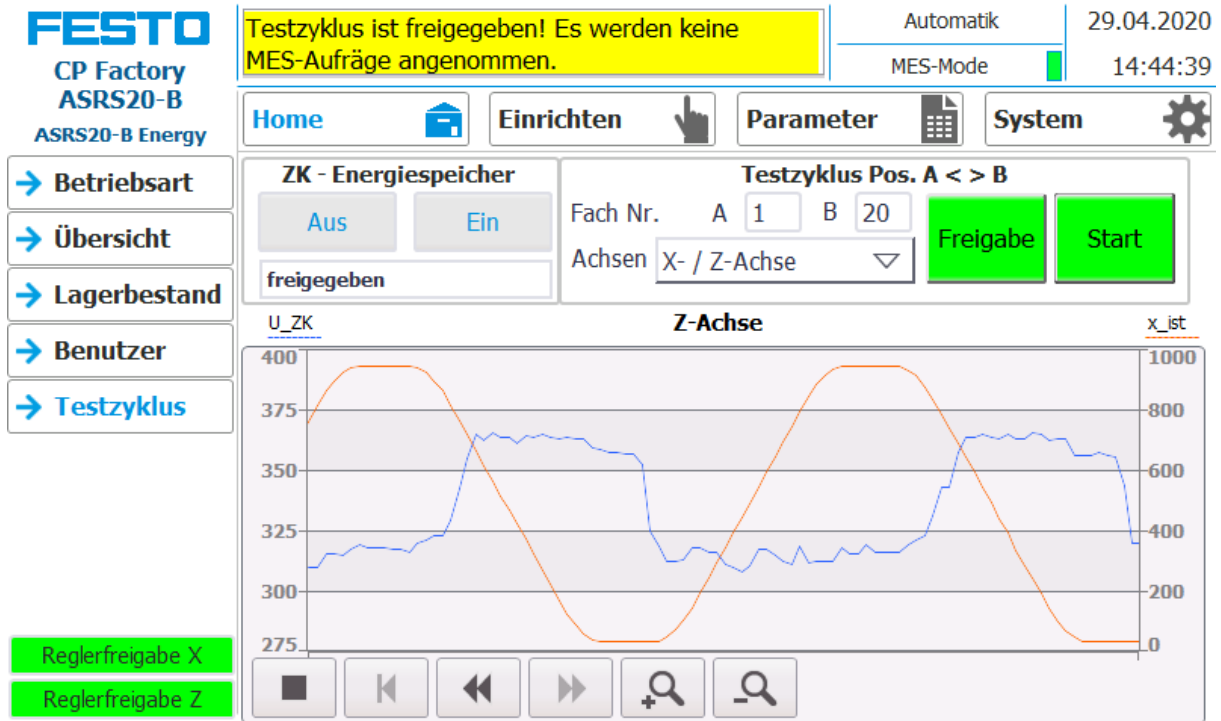 FESTO
CP Factory
ASRS20-B
ASRS20-B Energy
Testzyklus ist freigegeben! Es werden keine
MES-Aufräge angenommen.
Automatik
MES-Mode
29.04.2020
14:44:39
Home
Einrichten
Parameter
System
Betriebsart
Übersicht
Lagerbestand
Benutzer
Testzyklus
ZK - Energiespeicher
Aus
Ein
freigegeben
Testzyklus Pos. A < > B
Fach Nr. A 1 B 20
Achsen X- / Z-Achse
Freigabe
Start
U_ZK
Z-Achse
x_ist
400
375
350
325
300
275
1000
800
600
400
200
0
Reglerfreigabe X
Reglerfreigabe Z